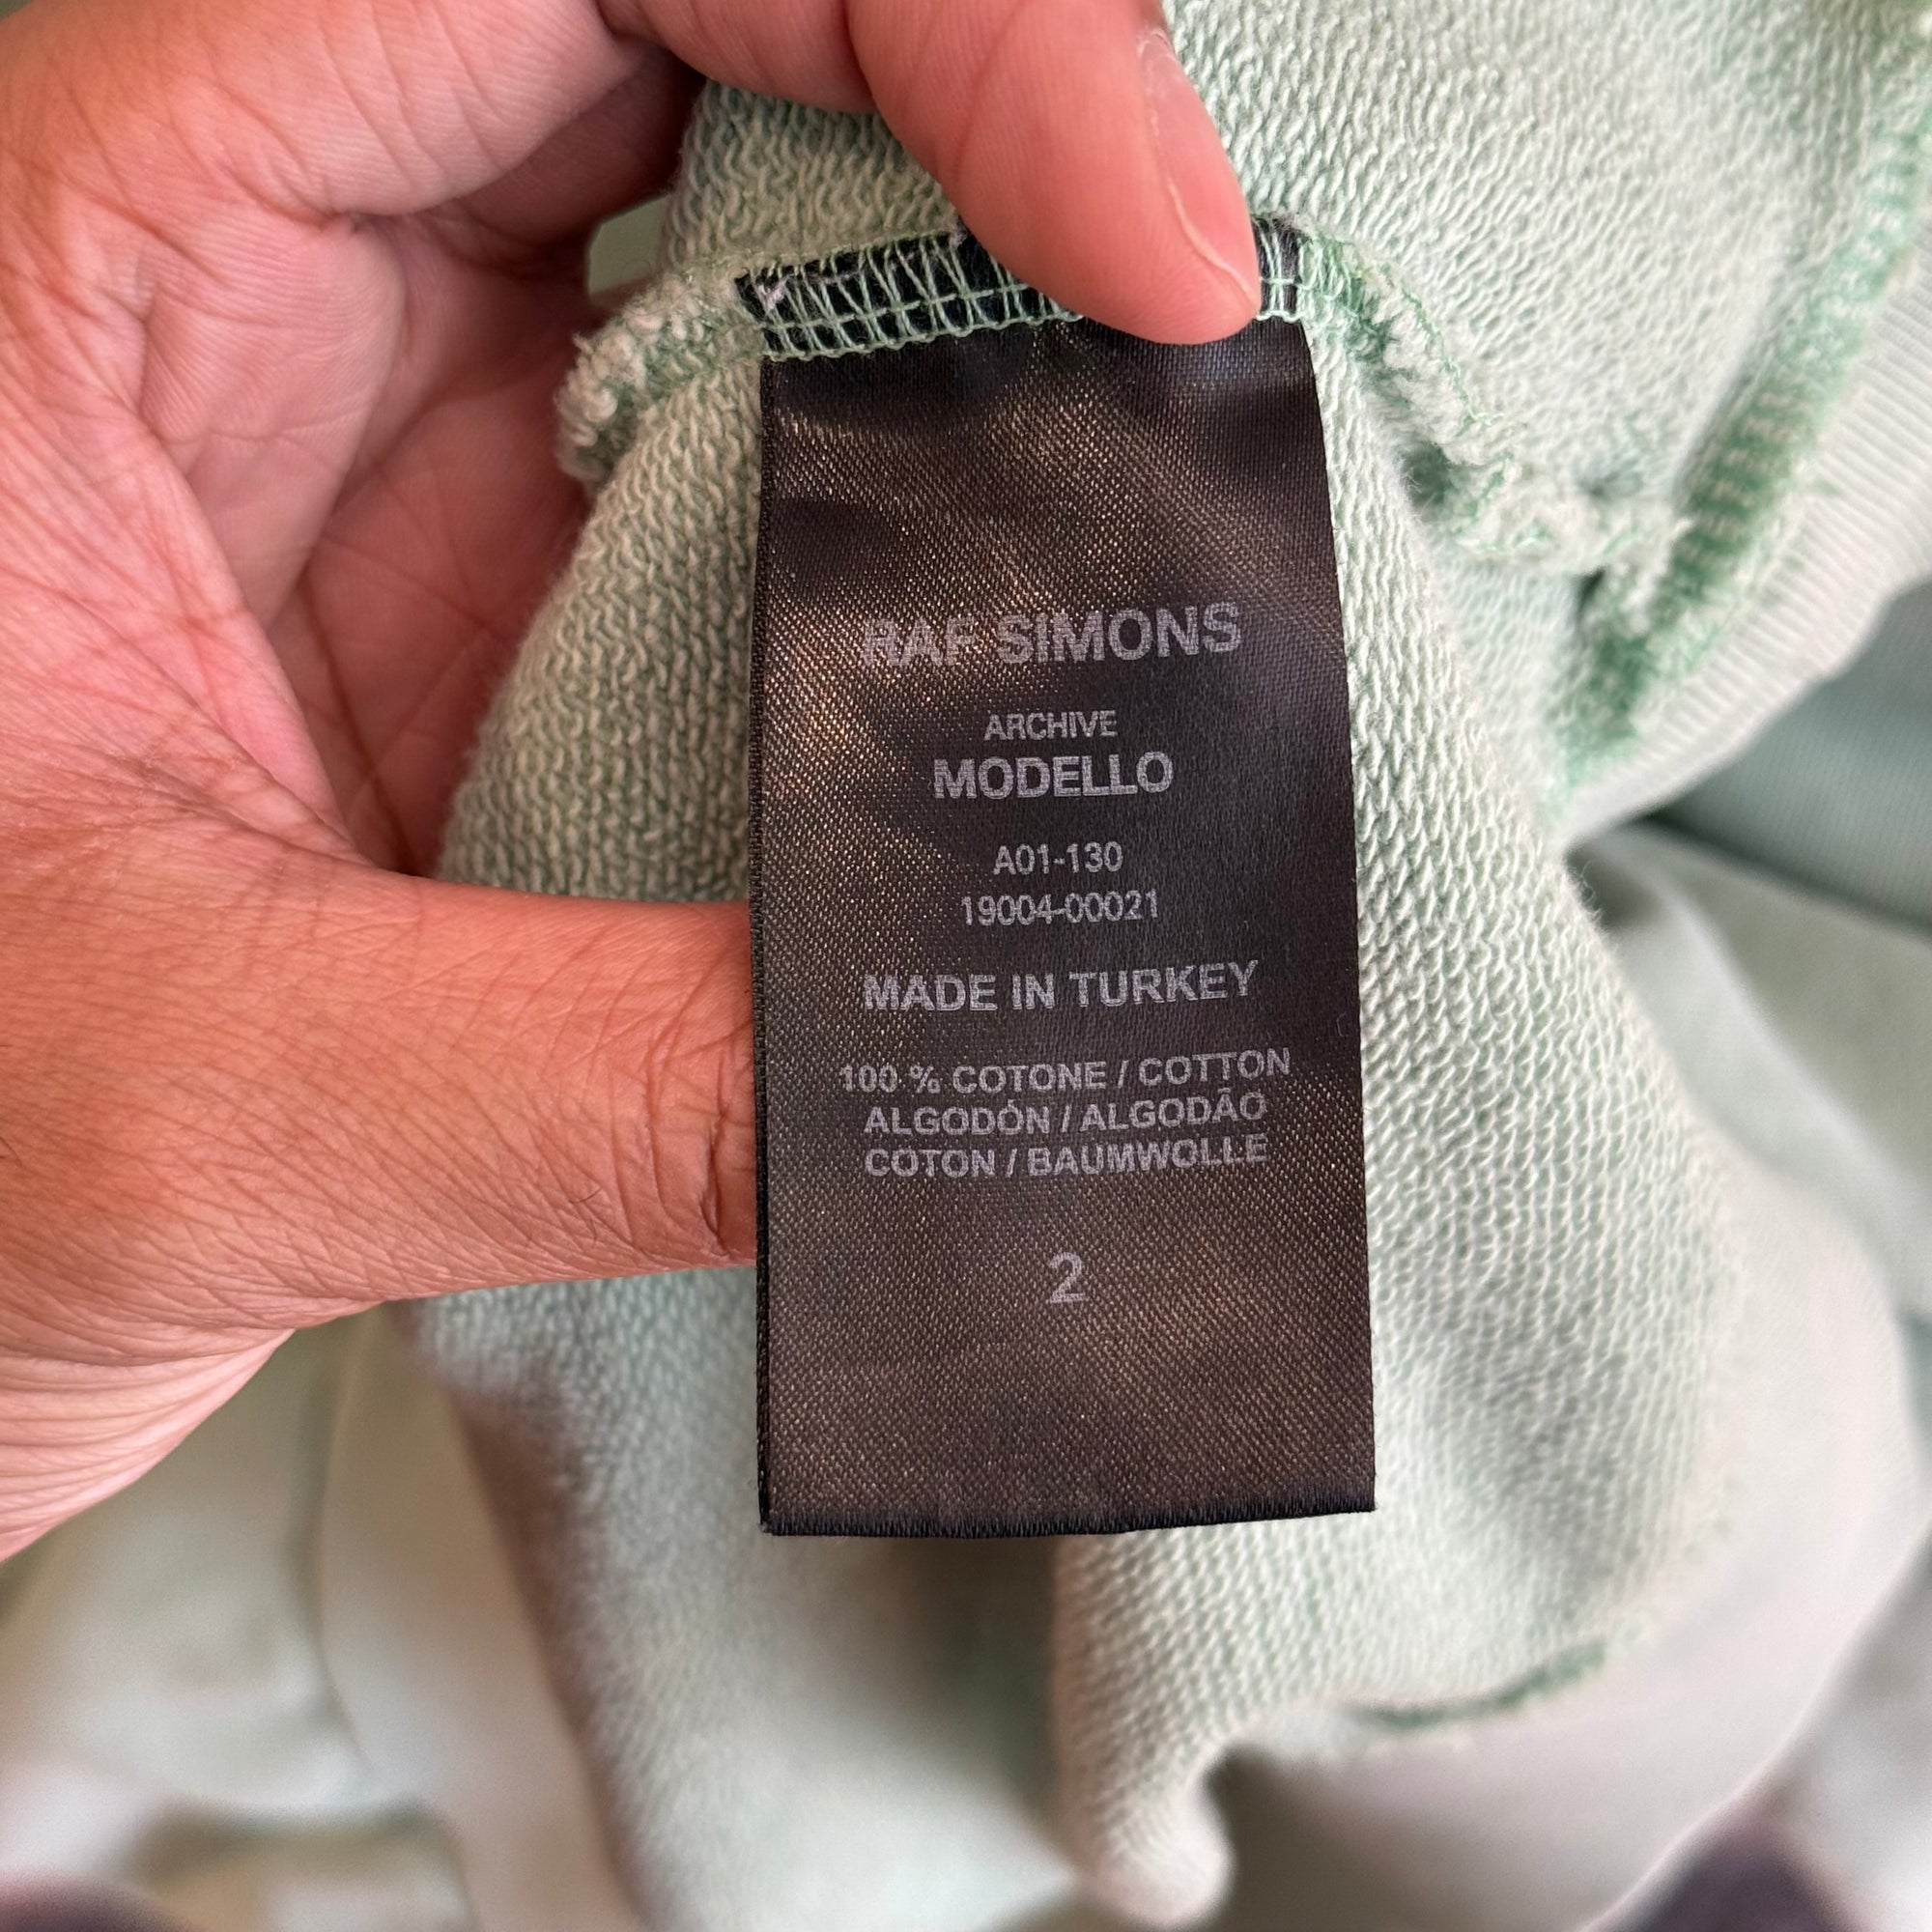 RAF SIMONS
ARCHIVE
MODELLO
A01-130
19004-00021
MADE IN TURKEY
100 % COTONE / COTTON
ALGODÓN / ALGODÃO
COTON / BAUMWOLLE
2